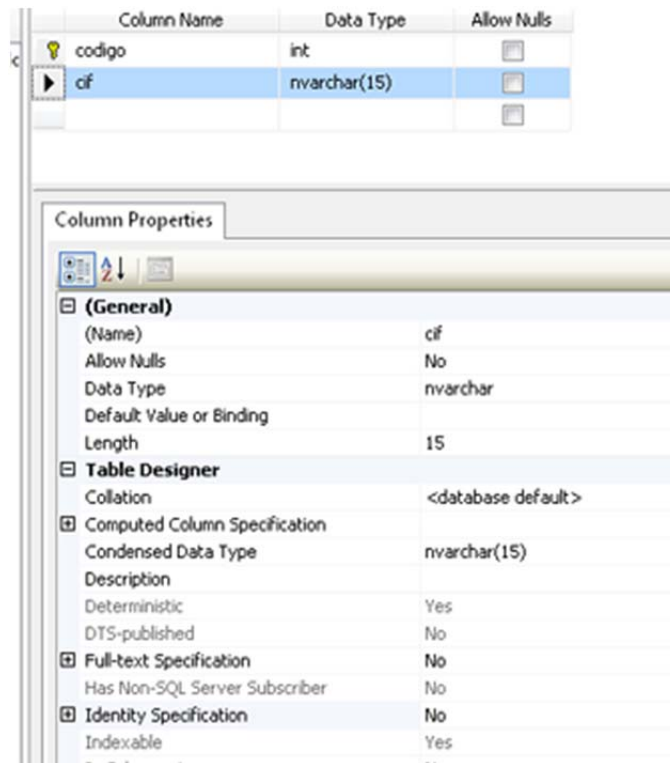 Column Name Data Type Allow Nulls
codigo int
cif nvarchar(15)
Column Properties
(General)
(Name) cif
Allow Nulls No
Data Type nvarchar
Default Value or Binding
Length 15
Table Designer
Collation <database default>
Computed Column Specification
Condensed Data Type nvarchar(15)
Description
Deterministic Yes
DTS-published No
Full-text Specification No
Has Non-SQL Server Subscriber No
Identity Specification No
Indexable Yes